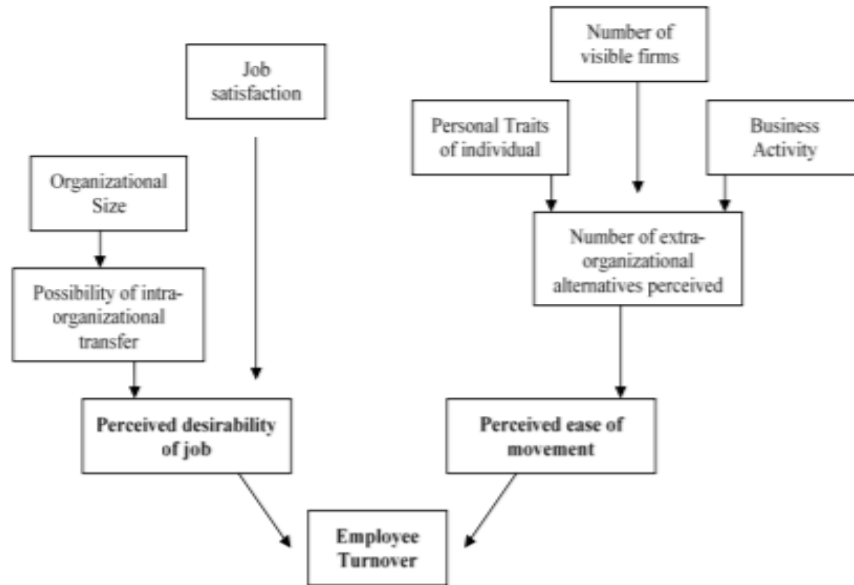 Number of
visible firms
Job
satisfaction
Personal Traits
of individual
Business
Activity
Organizational
Size
Number of extra-
organizational
alternatives perceived
Possibility of intra-
organizational
transfer
Perceived desirability
of job
Perceived ease of
movement
Employee
Turnover